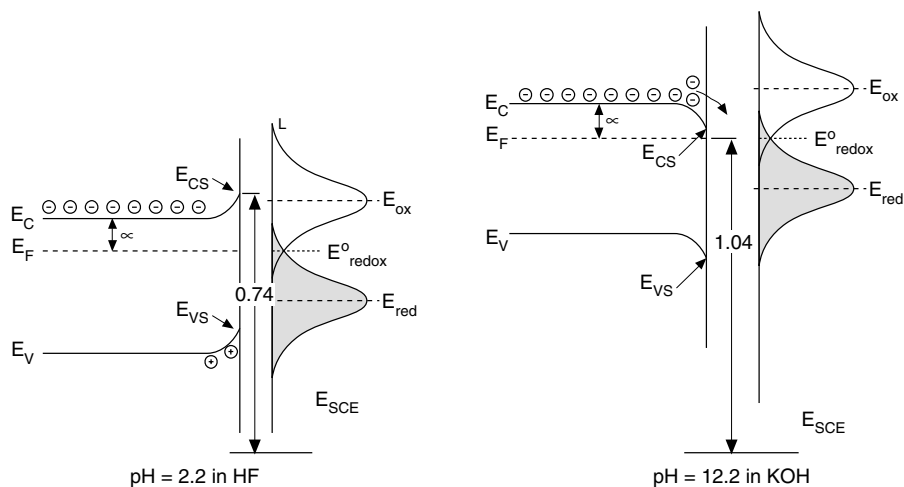 L
E_CS
E_C
∝
E_F
E_ox
E°_redox
0.74
E_red
E_VS
E_V
E_SCE
pH = 2.2 in HF
E_C
∝
E_F
E_CS
E_ox
E°_redox
E_red
E_V
1.04
E_VS
E_SCE
pH = 12.2 in KOH